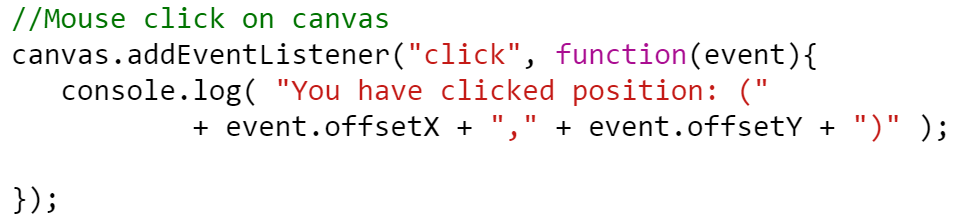 //Mouse click on canvas
canvas.addEventListener("click", function(event){
   console.log( "You have clicked position: ("
           + event.offsetX + "," + event.offsetY + ")" );
});